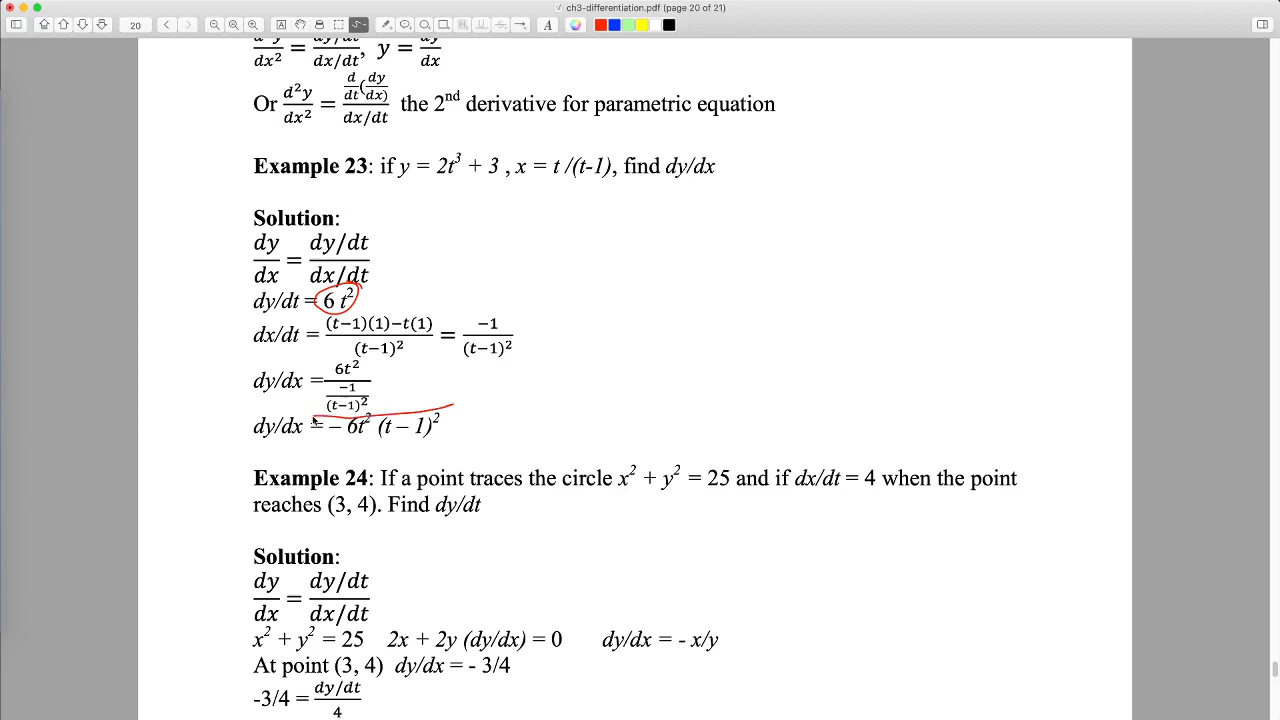 ch3-differentiation.pdf (page 20 of 21)
20
dx² = dx/dt, y = dx
Or d²y/dx² = (d/dt(dy/dx))/(dx/dt) the 2nd derivative for parametric equation
Example 23: if y = 2t³ + 3 , x = t /(t-1), find dy/dx
Solution:
dy/dx = (dy/dt)/(dx/dt)
dy/dt = 6 t²
dx/dt = ((t−1)(1)−t(1))/(t−1)² = −1/(t−1)²
dy/dx = 6t²/(−1/(t−1)²)
dy/dx = – 6t² (t – 1)²
Example 24: If a point traces the circle x² + y² = 25 and if dx/dt = 4 when the point
reaches (3, 4). Find dy/dt
Solution:
dy/dx = (dy/dt)/(dx/dt)
x² + y² = 25 2x + 2y (dy/dx) = 0 dy/dx = - x/y
At point (3, 4) dy/dx = - 3/4
-3/4 = (dy/dt)/4